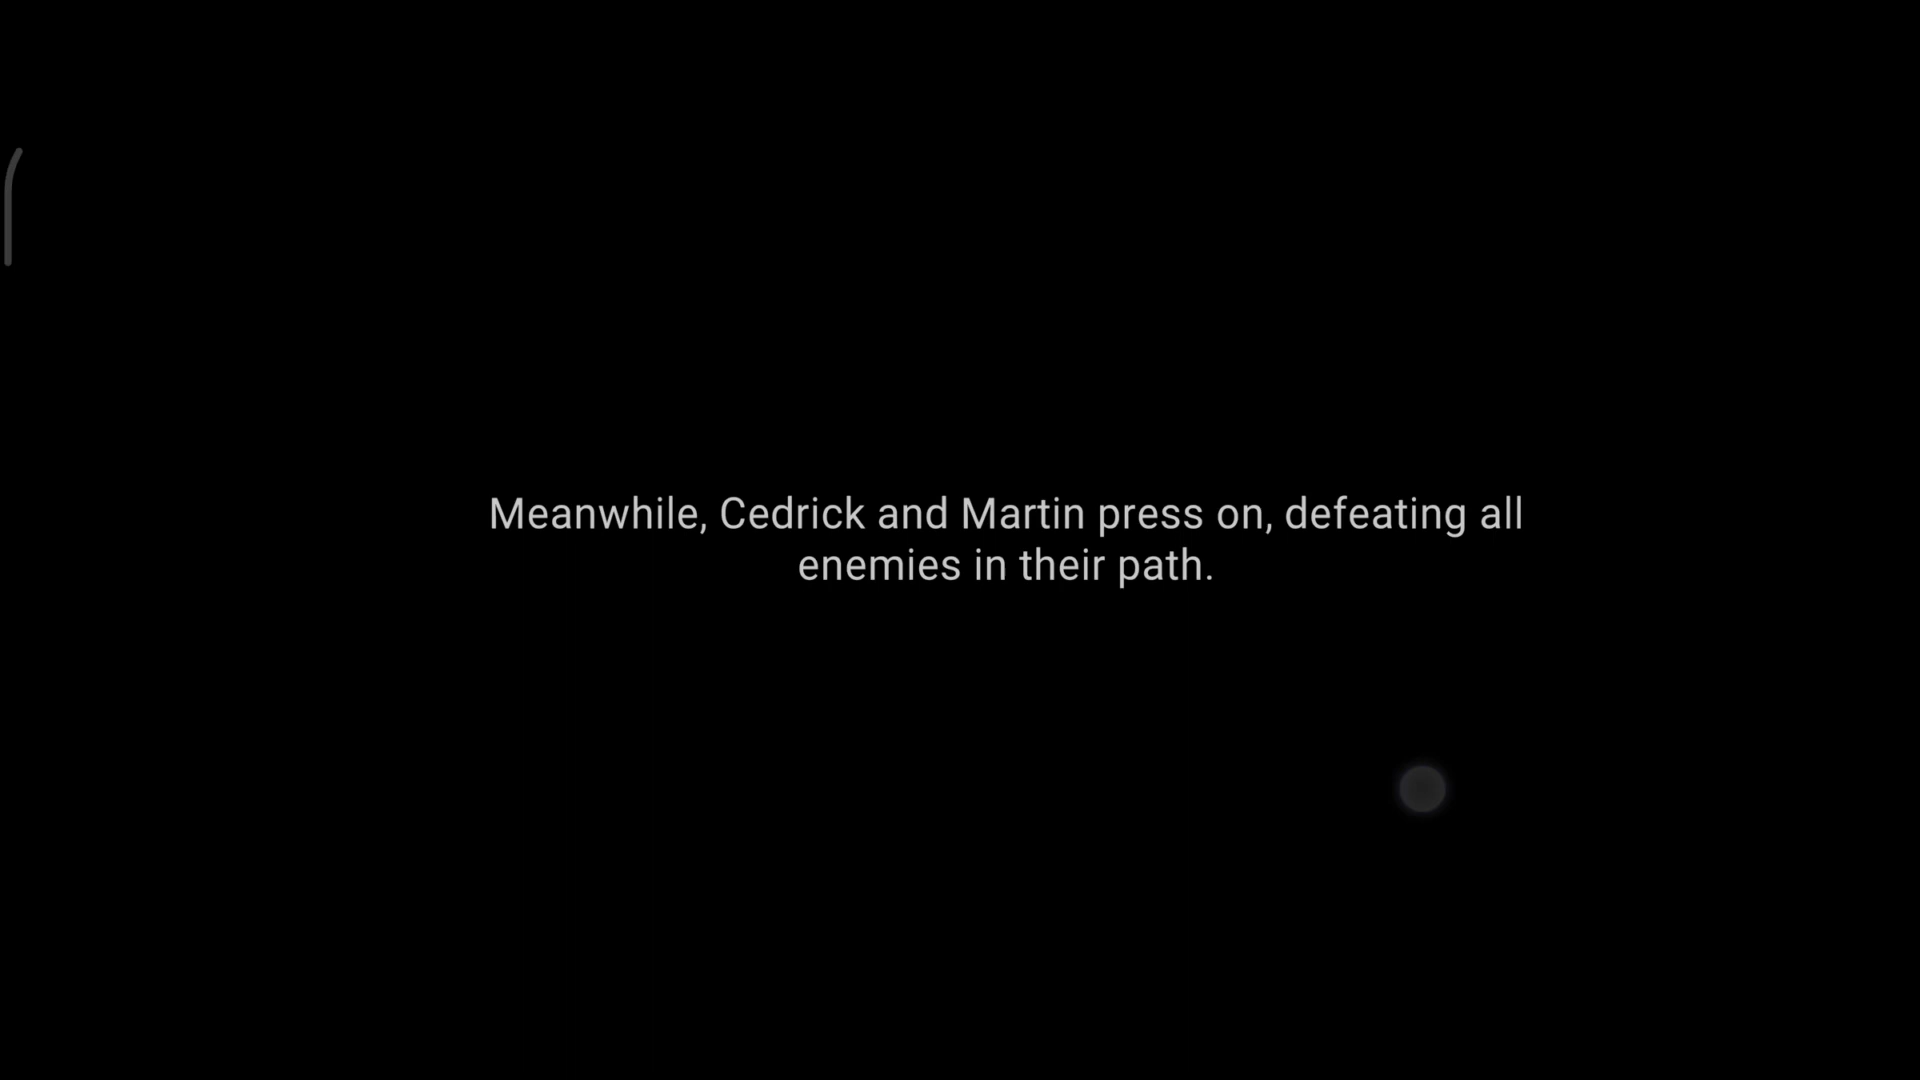 Meanwhile, Cedrick and Martin press on, defeating all
enemies in their path.